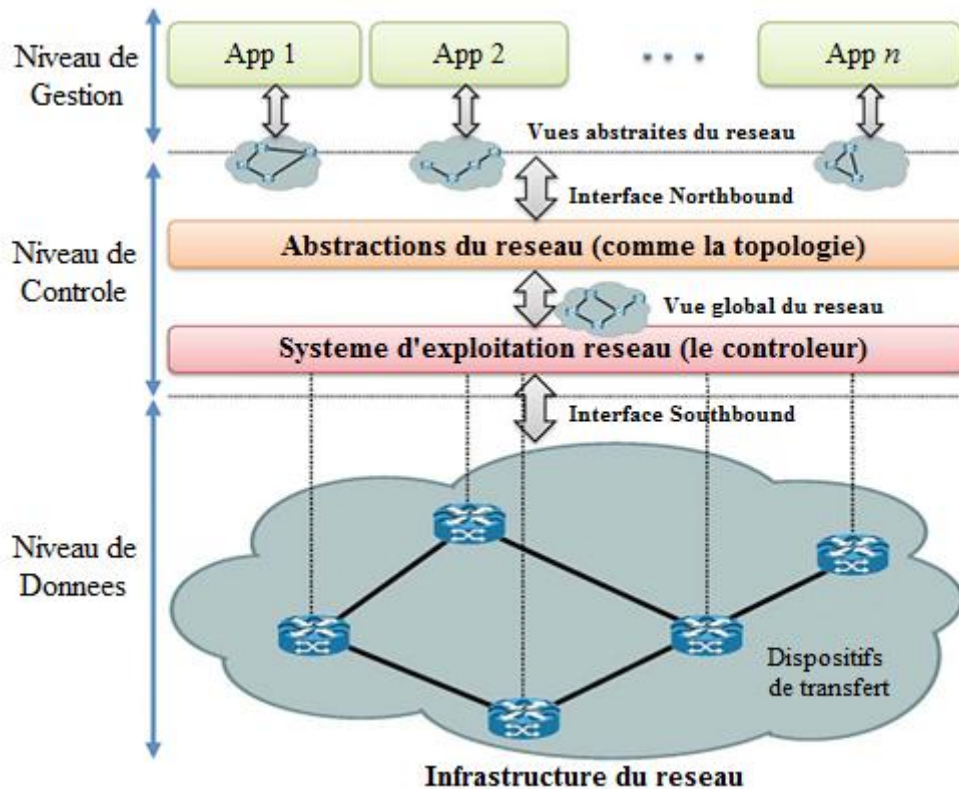 Niveau de
Gestion
App 1
App 2
App n
Vues abstraites du reseau
Interface Northbound
Niveau de
Controle
Abstractions du reseau (comme la topologie)
Vue global du reseau
Systeme d'exploitation reseau (le controleur)
Interface Southbound
Niveau de
Donnees
Dispositifs
de transfert
Infrastructure du reseau